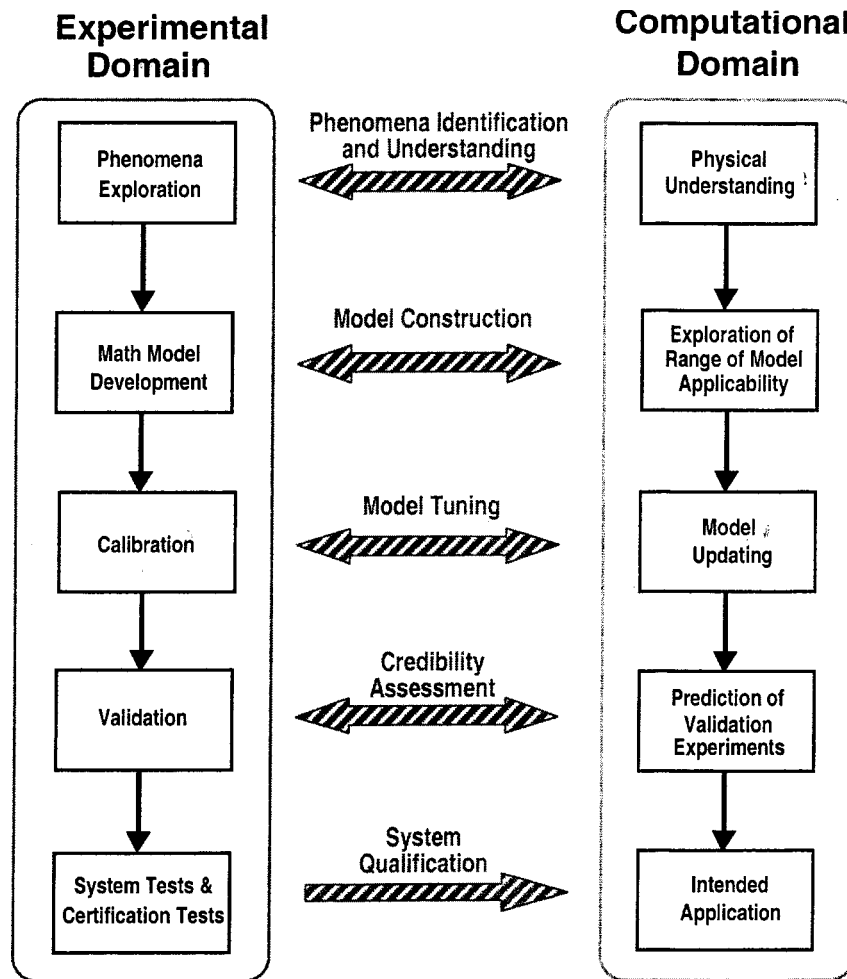 Experimental
Domain
Computational
Domain
Phenomena
Exploration
Phenomena Identification
and Understanding
Physical
Understanding
Math Model
Development
Model Construction
Exploration of
Range of Model
Applicability
Calibration
Model Tuning
Model
Updating
Validation
Credibility
Assessment
Prediction of
Validation
Experiments
System Tests &
Certification Tests
System
Qualification
Intended
Application